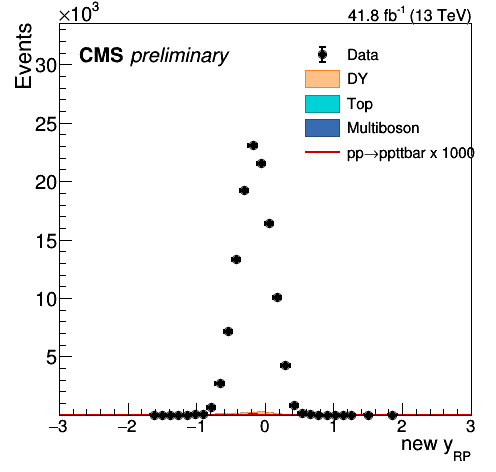 ×10³
41.8 fb⁻¹ (13 TeV)
Events
CMS preliminary
Data
DY
Top
Multiboson
pp→ppttbar x 1000
30
25
20
15
10
5
−3 −2 −1 0 1 2 3
new y_RP